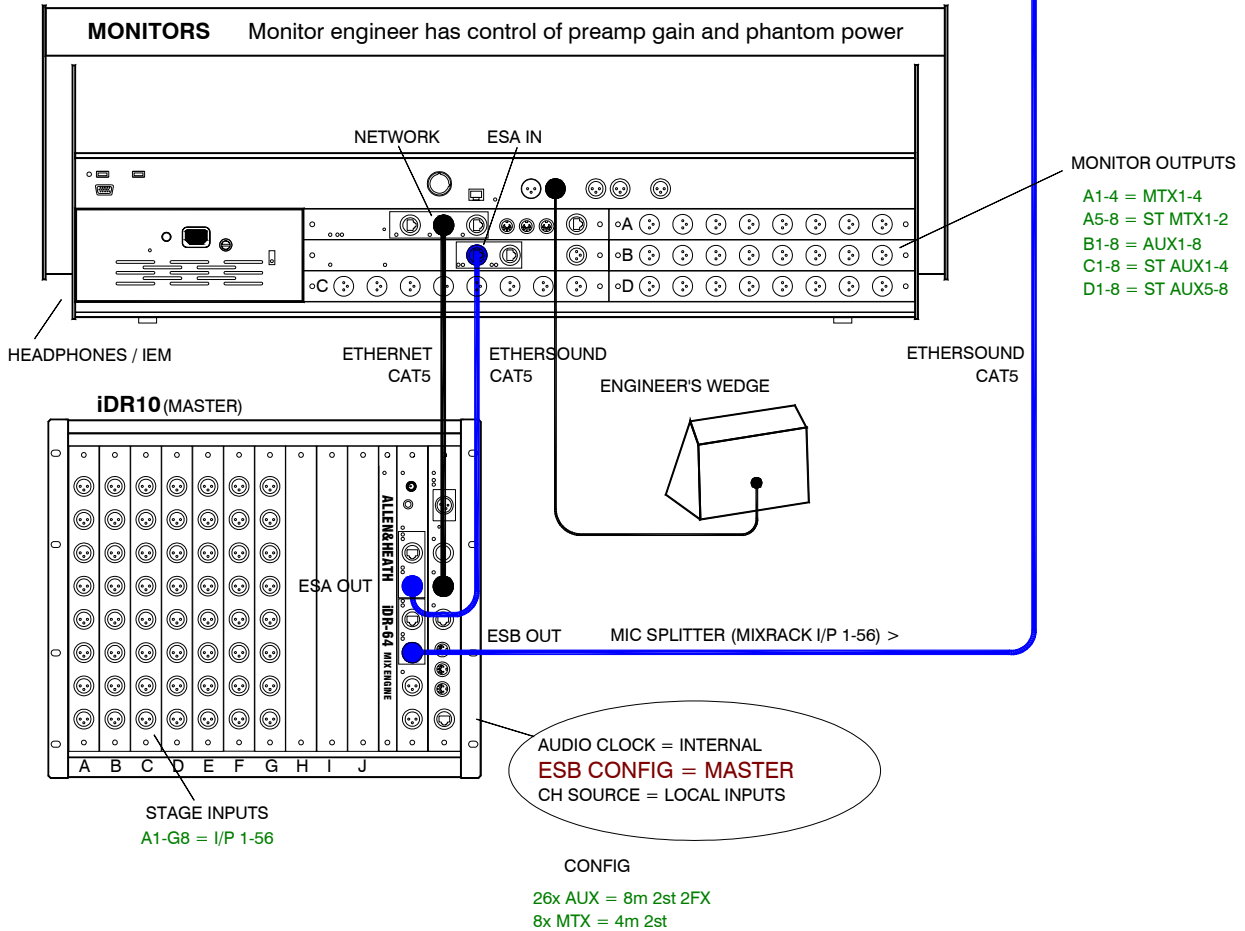 MONITORS Monitor engineer has control of preamp gain and phantom power
NETWORK
ESA IN
MONITOR OUTPUTS
A1-4 = MTX1-4
A5-8 = ST MTX1-2
B1-8 = AUX1-8
C1-8 = ST AUX1-4
D1-8 = ST AUX5-8
A
B
C
D
HEADPHONES / IEM
ETHERNET
CAT5
ETHERSOUND
CAT5
ETHERSOUND
CAT5
ENGINEER'S WEDGE
iDR10 (MASTER)
ALLEN&HEATH
iDR-64 MIX ENGINE
ESA OUT
ESB OUT
MIC SPLITTER (MIXRACK I/P 1-56) >
A B C D E F G H I J
STAGE INPUTS
A1-G8 = I/P 1-56
AUDIO CLOCK = INTERNAL
ESB CONFIG = MASTER
CH SOURCE = LOCAL INPUTS
CONFIG
26x AUX = 8m 2st 2FX
8x MTX = 4m 2st